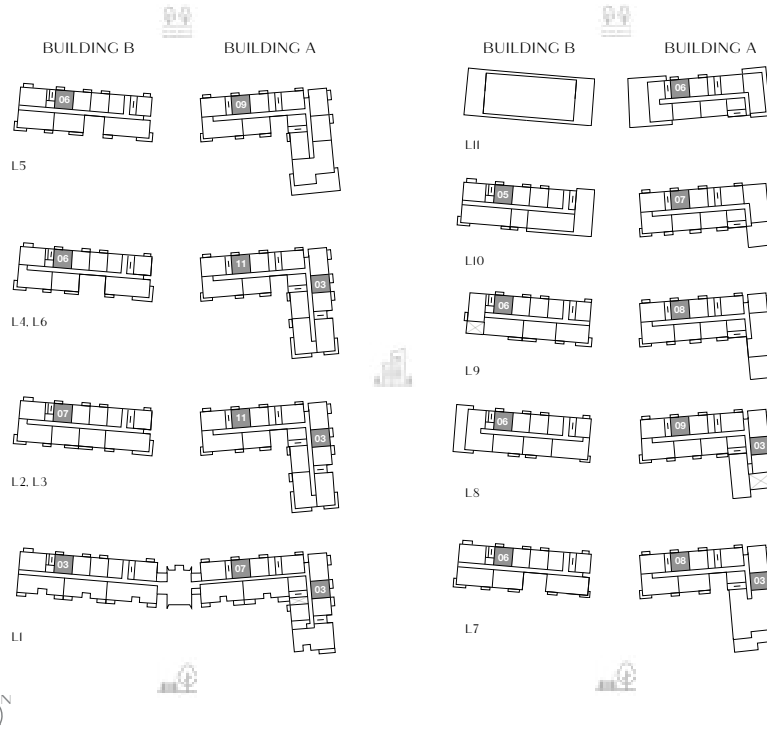 BUILDING B BUILDING A
06 09
L5
06 11 03
L4, L6
07 11 03
L2, L3
03 07 03
L1
N
BUILDING B BUILDING A
06
L11
05 07
L10
06 08
L9
06 09 03
L8
06 08 03
L7